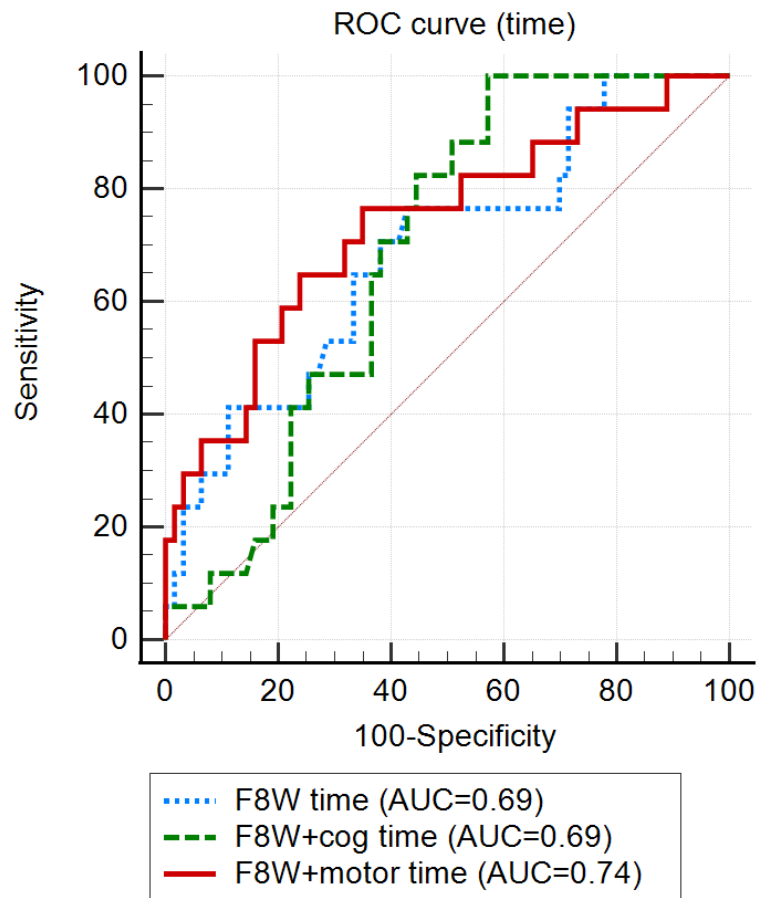 ROC curve (time)
100
80
60
40
20
0
Sensitivity
0 20 40 60 80 100
100-Specificity
F8W time (AUC=0.69)
F8W+cog time (AUC=0.69)
F8W+motor time (AUC=0.74)